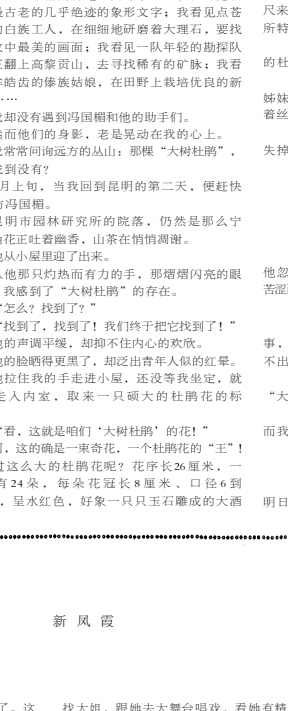 最古老的几乎绝迹的象形文字；我看见点苍
的白族工人，在细细地研磨着大理石，要找
文中最美的画面；我看见一队年轻的勘探队
正翻上高黎贡山，去寻找稀有的矿脉；我看
皓齿的傣族姑娘，在田野上栽培优良的新
……
我却没有遇到冯国楣和他的助手们。
然而他们的身影，老是晃动在我的心上。
我常常问询远方的丛山：那棵“大树杜鹃”，
找到没有？
月上旬，当我回到昆明的第二天，便赶快
访冯国楣。
昆明市园林研究所的院落，仍然是那么宁
花正吐着幽香，山茶在悄悄凋谢。
他从小屋里迎了出来。
从他那只灼热而有力的手，那熠熠闪亮的眼
我感到了“大树杜鹃”的存在。
“怎么？找到了？”
“找到了，找到了！我们终于把它找到了！”
他的声调平缓，却抑不住内心的欢欣。
他的脸晒得更黑了，却泛出青年人似的红晕。
他拉住我的手走进小屋，还没等我坐定，就
走入内室，取来一只硕大的杜鹃花的标
“看，这就是咱们‘大树杜鹃’的花！”
啊，这的确是一束奇花，一个杜鹃花的“王”！
过这么大的杜鹃花呢？花序长26厘米，一
有24朵，每朵花冠长8厘米、口径6到
，呈水红色，好象一只只玉石雕成的大酒
尺来
所特
的杜
姊妹
着丝
失掉
他忽
苦涩
事，
不出
“大
而我
明日
新凤霞
了。这
找大姐，跟她去大舞台唱戏，看她有精